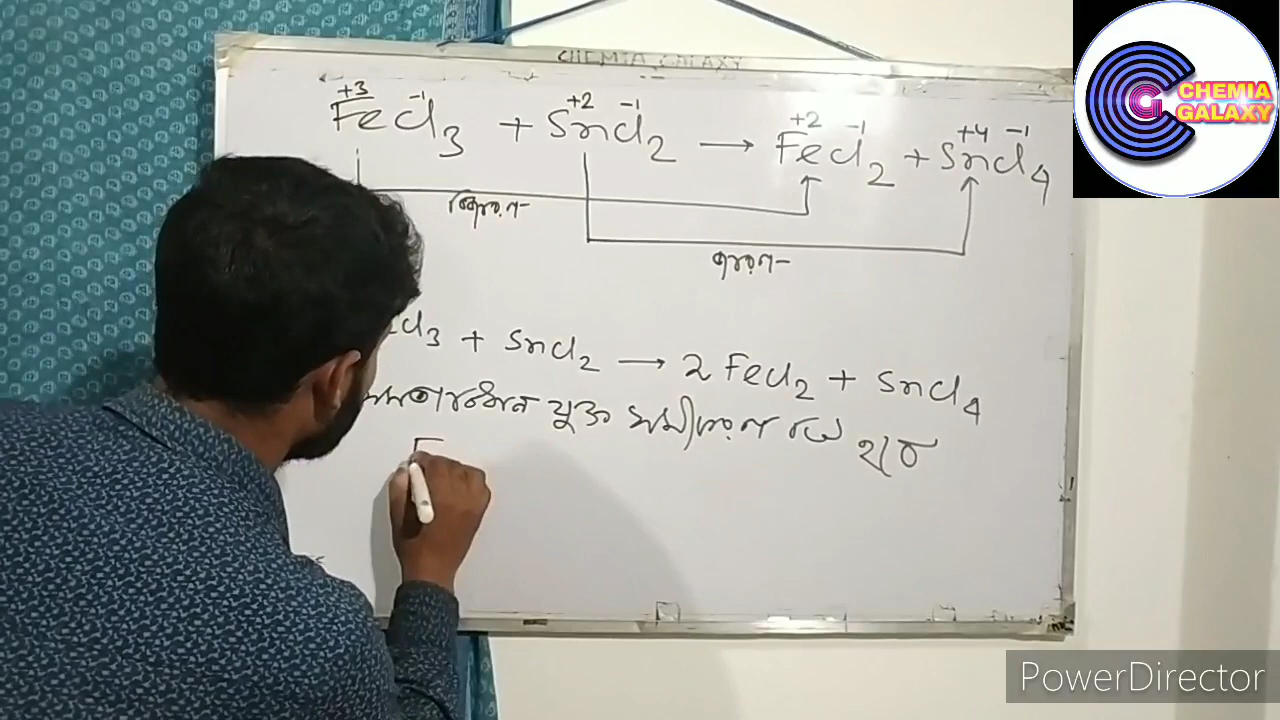 CHEMIA GALAXY
CHEMIA
GALAXY
+3 -1 +2 -1 +2 -1 +4 -1
FeCl3 + SnCl2 → FeCl2 + SnCl4
বিজারণ
জারণ
Cl3 + SnCl2 → 2 FeCl2 + SnCl4
যুক্ত সমীকরণ হবে
F
PowerDirector